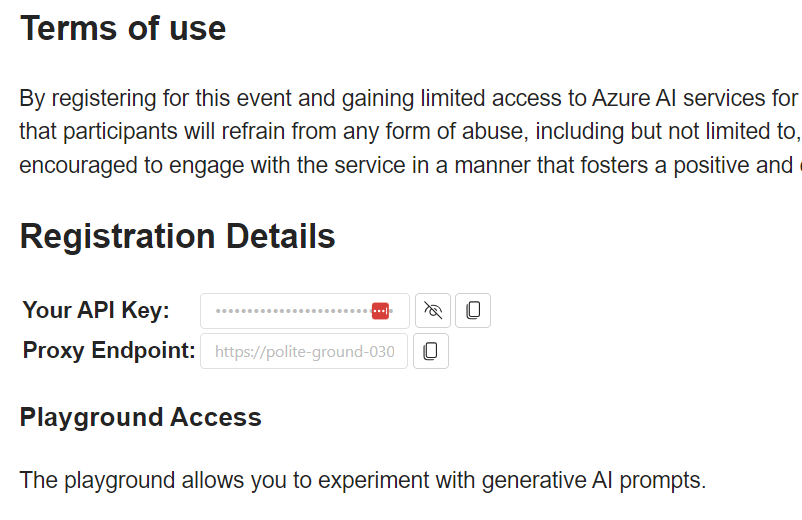 Terms of use
By registering for this event and gaining limited access to Azure AI services for
that participants will refrain from any form of abuse, including but not limited to,
encouraged to engage with the service in a manner that fosters a positive and
Registration Details
Your API Key: ••••••••••••••••••••••••
Proxy Endpoint: https://polite-ground-030
Playground Access
The playground allows you to experiment with generative AI prompts.